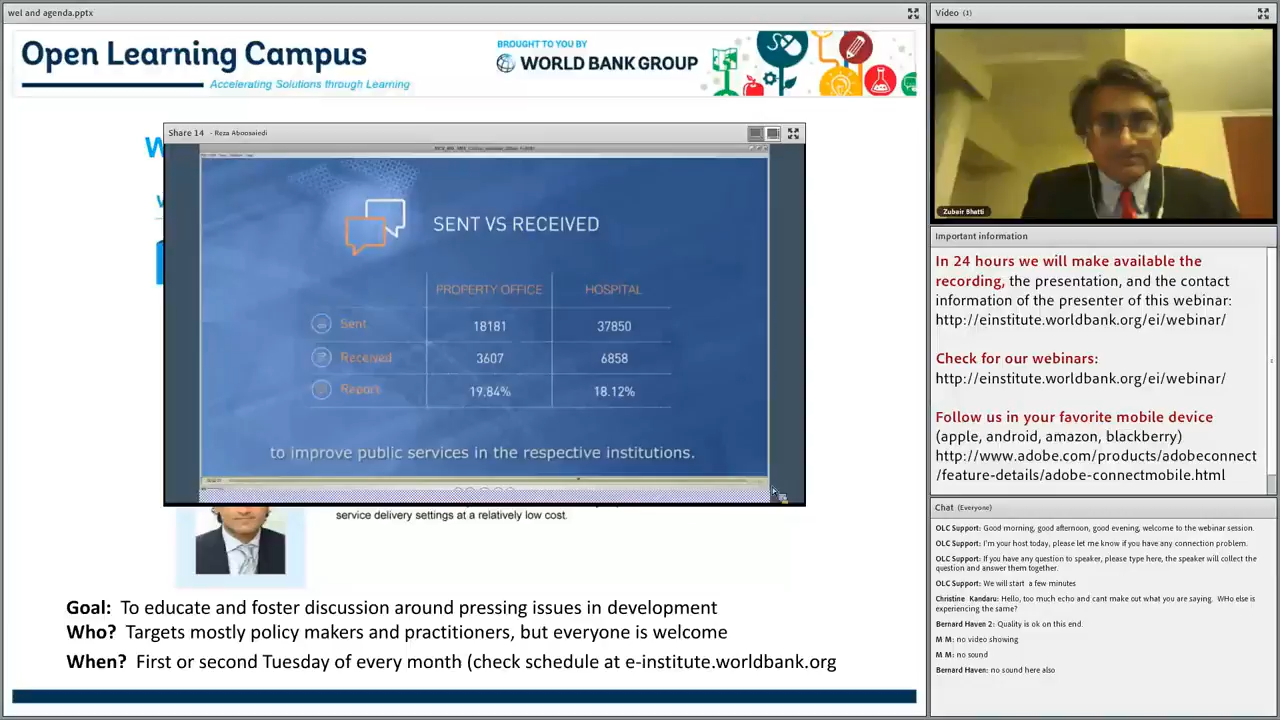 wel and agenda.pptx
Open Learning Campus
Accelerating Solutions through Learning
BROUGHT TO YOU BY
WORLD BANK GROUP
W
Share 14 - Reza Aboosaiedi
SENT VS RECEIVED
PROPERTY OFFICE HOSPITAL
Sent 18181 37850
Received 3607 6858
Report 19,84% 18.12%
to improve public services in the respective institutions.
service delivery settings at a relatively low cost.
Goal: To educate and foster discussion around pressing issues in development
Who? Targets mostly policy makers and practitioners, but everyone is welcome
When? First or second Tuesday of every month (check schedule at e-institute.worldbank.org
Video (1)
Zubair Bhatti
Important information
In 24 hours we will make available the
recording, the presentation, and the contact
information of the presenter of this webinar:
http://einstitute.worldbank.org/ei/webinar/
Check for our webinars:
http://einstitute.worldbank.org/ei/webinar/
Follow us in your favorite mobile device
(apple, android, amazon, blackberry)
http://www.adobe.com/products/adobeconnect
/feature-details/adobe-connectmobile.html
Chat (Everyone)
OLC Support: Good morning, good afternoon, good evening, welcome to the webinar session.
OLC Support: I'm your host today, please let me know if you have any connection problem.
OLC Support: If you have any question to speaker, please type here, the speaker will collect the
question and answer them together.
OLC Support: We will start a few minutes
Christine Kandaru: Hello, too much echo and cant make out what you are saying. WHo else is
experiencing the same?
Bernard Haven 2: Quality is ok on this end.
M M: no video showing
M M: no sound
Bernard Haven: no sound here also